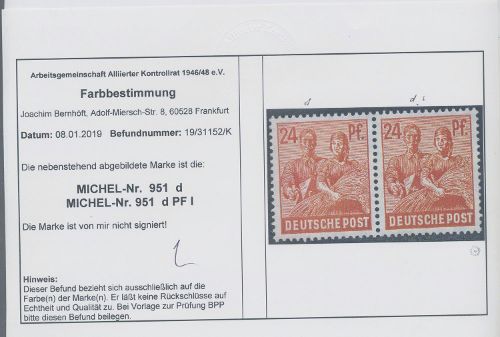 Arbeitsgemeinschaft Alliierter Kontrollrat 1946/48 e.V.
Farbbestimmung
Joachim Bernhöft, Adolf-Miersch-Str. 8, 60528 Frankfurt
Datum: 08.01.2019 Befundnummer: 19/31152/K
Die nebenstehend abgebildete Marke ist die:
MICHEL-Nr. 951 d
MICHEL-Nr. 951 d PF I
Die Marke ist von mir nicht signiert!
Hinweis:
Dieser Befund bezieht sich ausschließlich auf die
Farbe(n) der Marke(n). Er läßt keine Rückschlüsse auf
Echtheit und Qualität zu. Bei Vorlage zur Prüfung BPP
bitte diesen Befund beilegen.
d d, I
24 Pf. 24 Pf.
DEUTSCHE POST DEUTSCHE POST